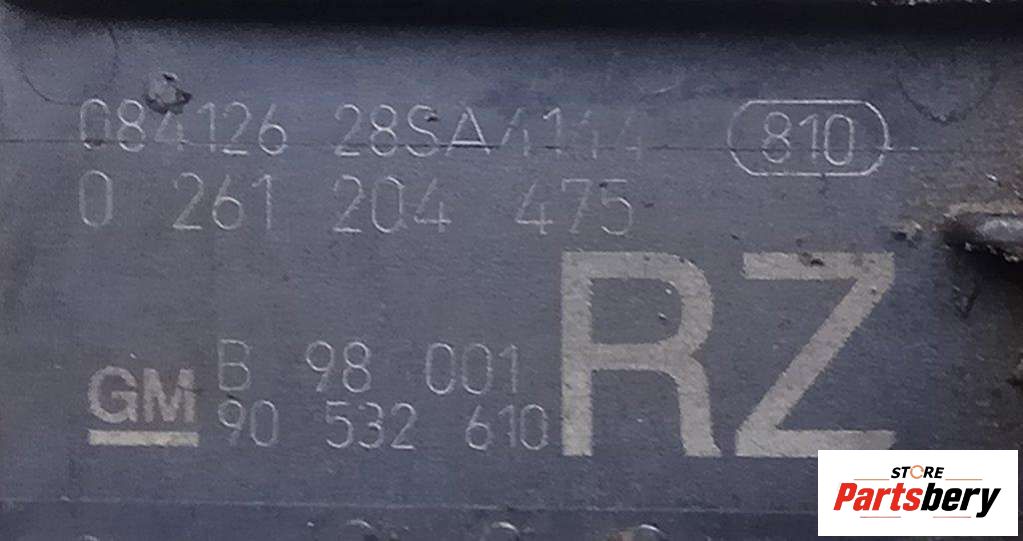 084126 28SA4144 810
0 261 204 475
RZ
GM B 98 001
90 532 610
STORE
Partsbery